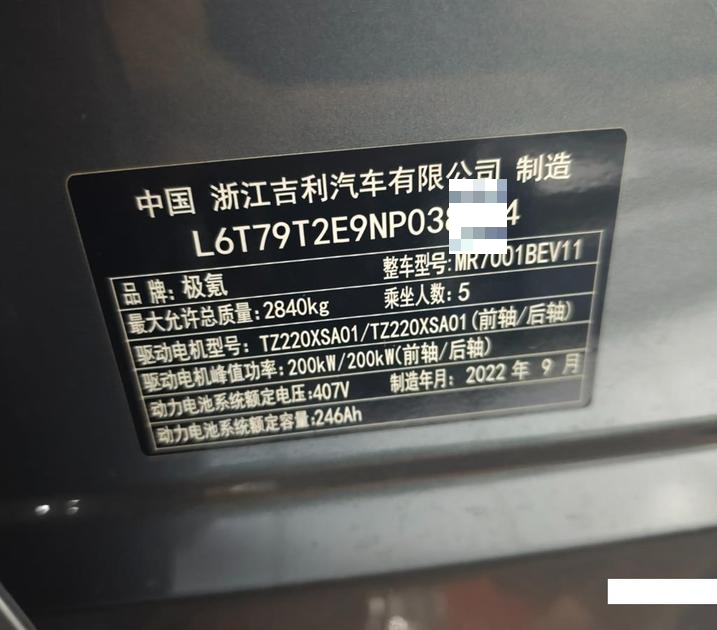 中国 浙江吉利汽车有限公司 制造
L6T79T2E9NP03 4
品 牌: 极氪 整车型号: MR7001BEV11
最大允许总质量: 2840kg 乘坐人数: 5
驱动电机型号: TZ220XSA01/TZ220XSA01(前轴/后轴)
驱动电机峰值功率: 200kW/200kW(前轴/后轴)
动力电池系统额定电压: 407V 制造年月: 2022 年 9 月
动力电池系统额定容量: 246Ah